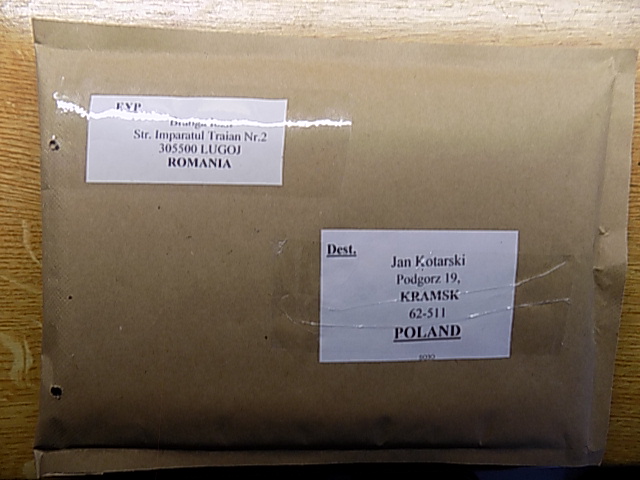 EXP
Str. Imparatul Traian Nr.2
305500 LUGOJ
ROMANIA
Dest.
Jan Kotarski
Podgorz 19,
KRAMSK
62-511
POLAND